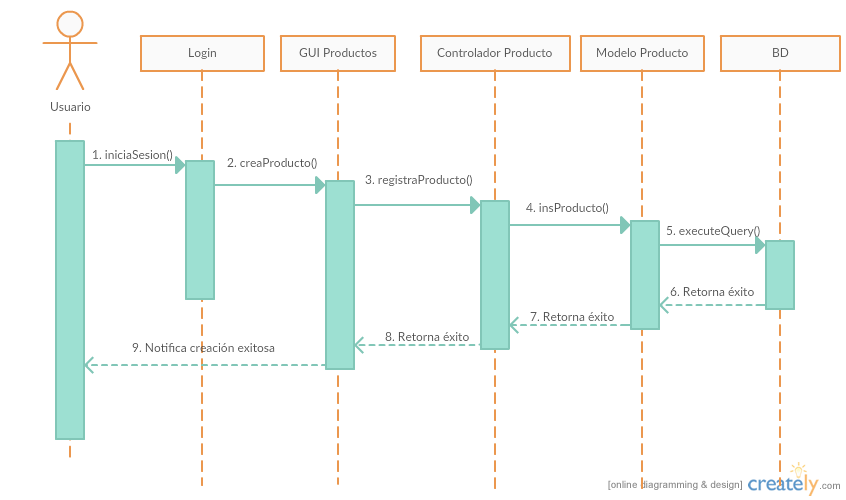 Usuario
Login
GUI Productos
Controlador Producto
Modelo Producto
BD
1. iniciaSesion()
2. creaProducto()
3. registraProducto()
4. insProducto()
5. executeQuery()
6. Retorna éxito
7. Retorna éxito
8. Retorna éxito
9. Notifica creación exitosa
[online diagramming & design] creately.com